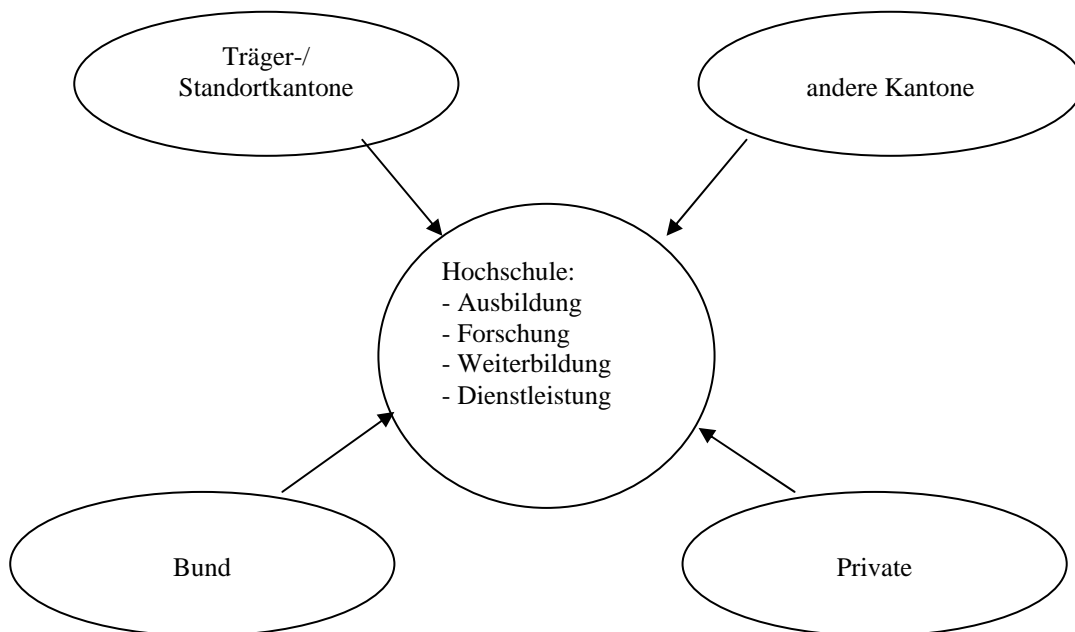 Träger-/
Standortkantone
andere Kantone
Hochschule:
- Ausbildung
- Forschung
- Weiterbildung
- Dienstleistung
Bund
Private